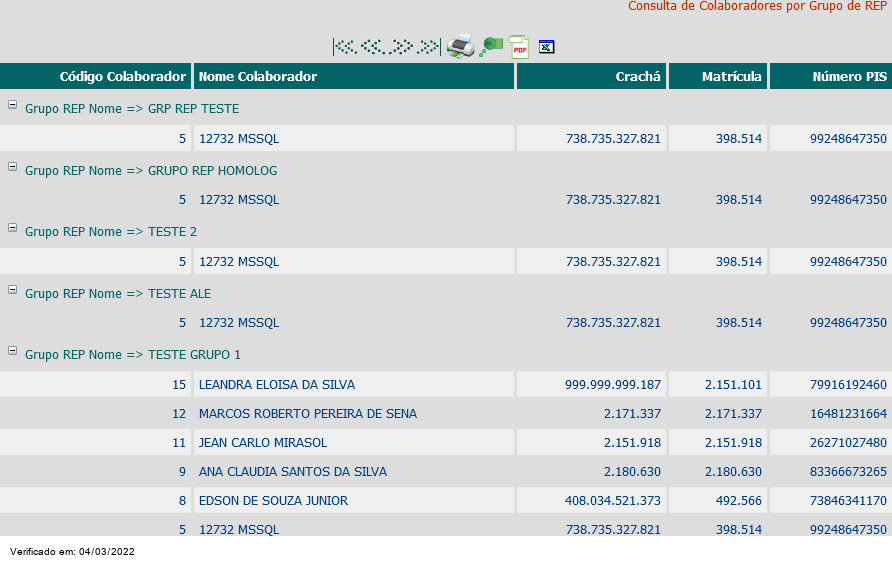 Consulta de Colaboradores por Grupo de REP
PDF
Código Colaborador Nome Colaborador Crachá Matrícula Número PIS
Grupo REP Nome => GRP REP TESTE
5 12732 MSSQL 738.735.327.821 398.514 99248647350
Grupo REP Nome => GRUPO REP HOMOLOG
5 12732 MSSQL 738.735.327.821 398.514 99248647350
Grupo REP Nome => TESTE 2
5 12732 MSSQL 738.735.327.821 398.514 99248647350
Grupo REP Nome => TESTE ALE
5 12732 MSSQL 738.735.327.821 398.514 99248647350
Grupo REP Nome => TESTE GRUPO 1
15 LEANDRA ELOISA DA SILVA 999.999.999.187 2.151.101 79916192460
12 MARCOS ROBERTO PEREIRA DE SENA 2.171.337 2.171.337 16481231664
11 JEAN CARLO MIRASOL 2.151.918 2.151.918 26271027480
9 ANA CLAUDIA SANTOS DA SILVA 2.180.630 2.180.630 83366673265
8 EDSON DE SOUZA JUNIOR 408.034.521.373 492.566 73846341170
5 12732 MSSQL 738.735.327.821 398.514 99248647350
Verificado em: 04/03/2022